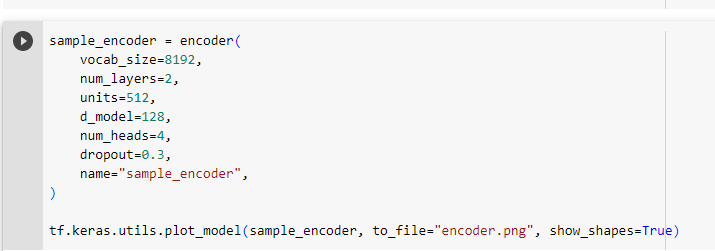 sample_encoder = encoder(
    vocab_size=8192,
    num_layers=2,
    units=512,
    d_model=128,
    num_heads=4,
    dropout=0.3,
    name="sample_encoder",
)

tf.keras.utils.plot_model(sample_encoder, to_file="encoder.png", show_shapes=True)